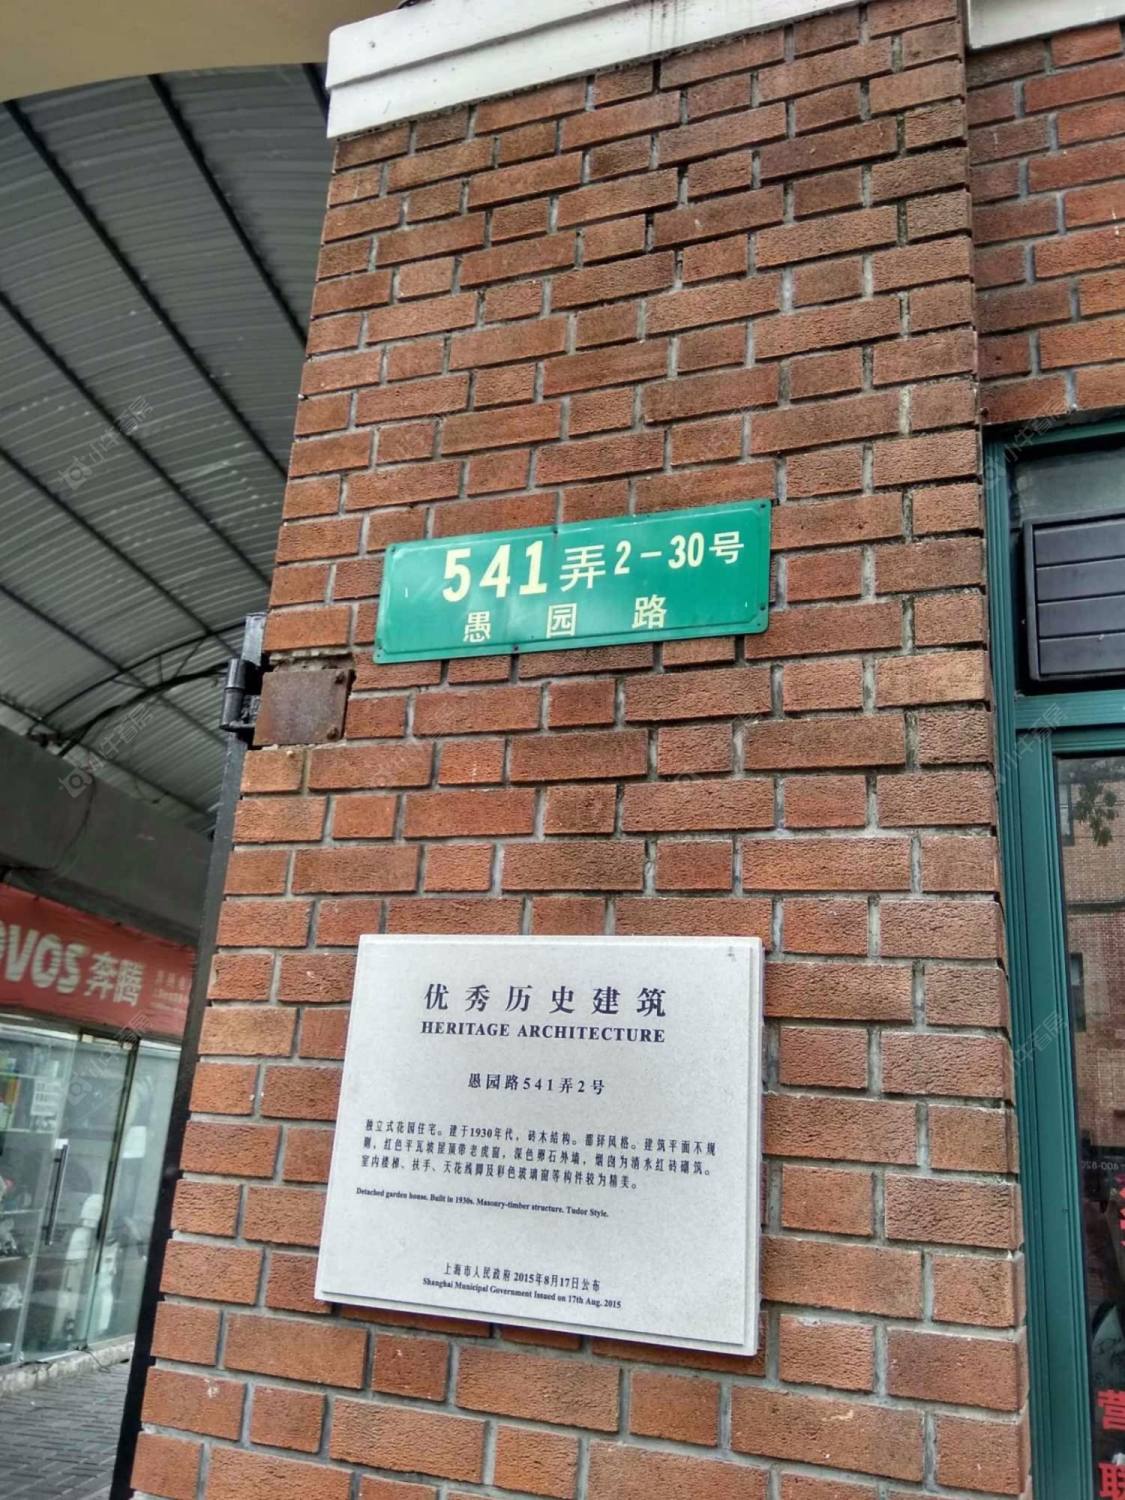 541弄2-30号
愚园路
优秀历史建筑
HERITAGE ARCHITECTURE
愚园路541弄2号
独立式花园住宅。建于1930年代，砖木结构。都铎风格。建筑平面不规
则，红色平瓦坡屋顶带老虎窗，深色卵石外墙，烟囱为清水红砖砌筑。
室内楼梯、扶手、天花线脚及彩色玻璃窗等构件较为精美。
Detached garden house. Built in 1930s. Masonry-timber structure. Tudor Style.
上海市人民政府 2015年8月17日公布
Shanghai Municipal Government Issued on 17th Aug. 2015
OVOS 奔腾
营
联
小牛看房